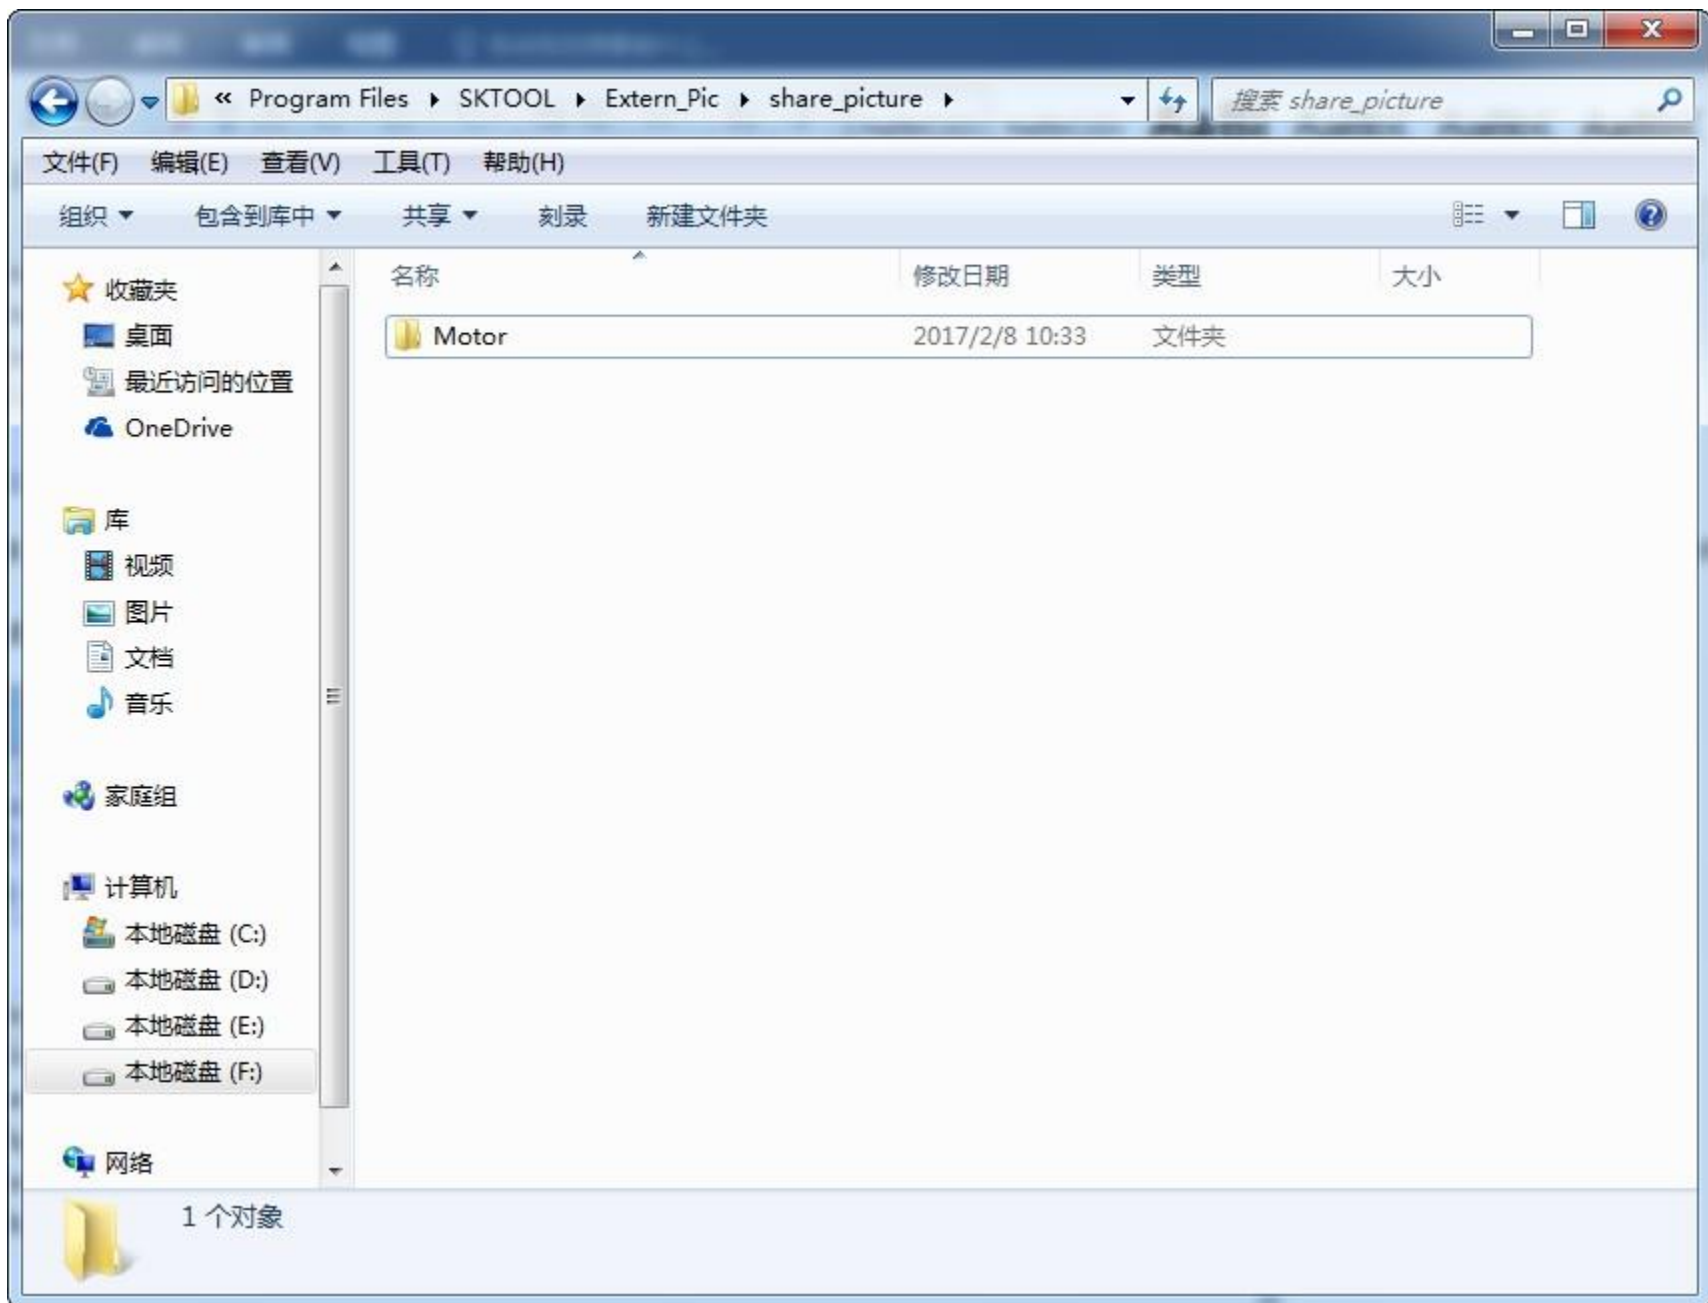 « Program Files ▸ SKTOOL ▸ Extern_Pic ▸ share_picture ▸
搜索 share_picture
文件(F) 编辑(E) 查看(V) 工具(T) 帮助(H)
组织 包含到库中 共享 刻录 新建文件夹
名称 修改日期 类型 大小
Motor 2017/2/8 10:33 文件夹
收藏夹
桌面
最近访问的位置
OneDrive
库
视频
图片
文档
音乐
家庭组
计算机
本地磁盘 (C:)
本地磁盘 (D:)
本地磁盘 (E:)
本地磁盘 (F:)
网络
1 个对象